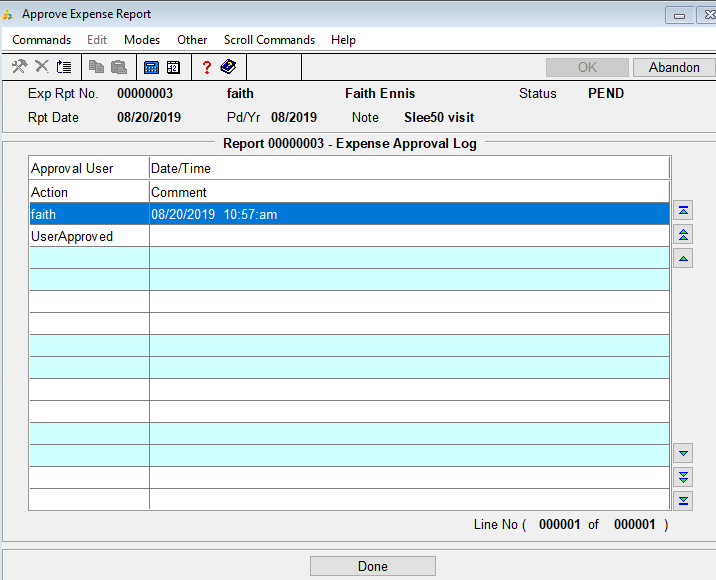 Approve Expense Report
Commands Edit Modes Other Scroll Commands Help
OK Abandon
Exp Rpt No. 00000003 faith Faith Ennis Status PEND
Rpt Date 08/20/2019 Pd/Yr 08/2019 Note Slee50 visit
Report 00000003 - Expense Approval Log
Approval User Date/Time
Action Comment
faith 08/20/2019 10:57:am
UserApproved
Line No ( 000001 of 000001 )
Done